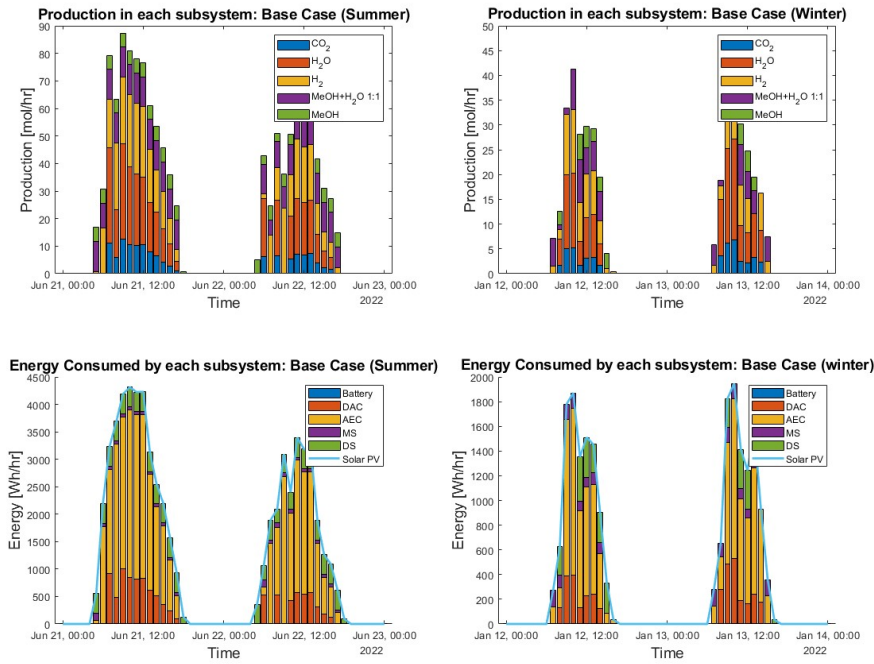 Production in each subsystem: Base Case (Summer)
Production [mol/hr]
90
80
70
60
50
40
30
20
10
0
CO2
H2O
H2
MeOH+H2O 1:1
MeOH
Jun 21, 00:00
Jun 21, 12:00
Jun 22, 00:00
Jun 22, 12:00
Jun 23, 00:00
Time
2022
Production in each subsystem: Base Case (Winter)
Production [mol/hr]
50
45
40
35
30
25
20
15
10
5
0
CO2
H2O
H2
MeOH+H2O 1:1
MeOH
Jan 12, 00:00
Jan 12, 12:00
Jan 13, 00:00
Jan 13, 12:00
Jan 14, 00:00
Time
2022
Energy Consumed by each subsystem: Base Case (Summer)
Energy [Wh/hr]
4500
4000
3500
3000
2500
2000
1500
1000
500
0
Battery
DAC
AEC
MS
DS
Solar PV
Jun 21, 00:00
Jun 21, 12:00
Jun 22, 00:00
Jun 22, 12:00
Jun 23, 00:00
Time
2022
Energy Consumed by each subsystem: Base Case (winter)
Energy [Wh/hr]
2000
1800
1600
1400
1200
1000
800
600
400
200
0
Battery
DAC
AEC
MS
DS
Solar PV
Jan 12, 00:00
Jan 12, 12:00
Jan 13, 00:00
Jan 13, 12:00
Jan 14, 00:00
Time
2022